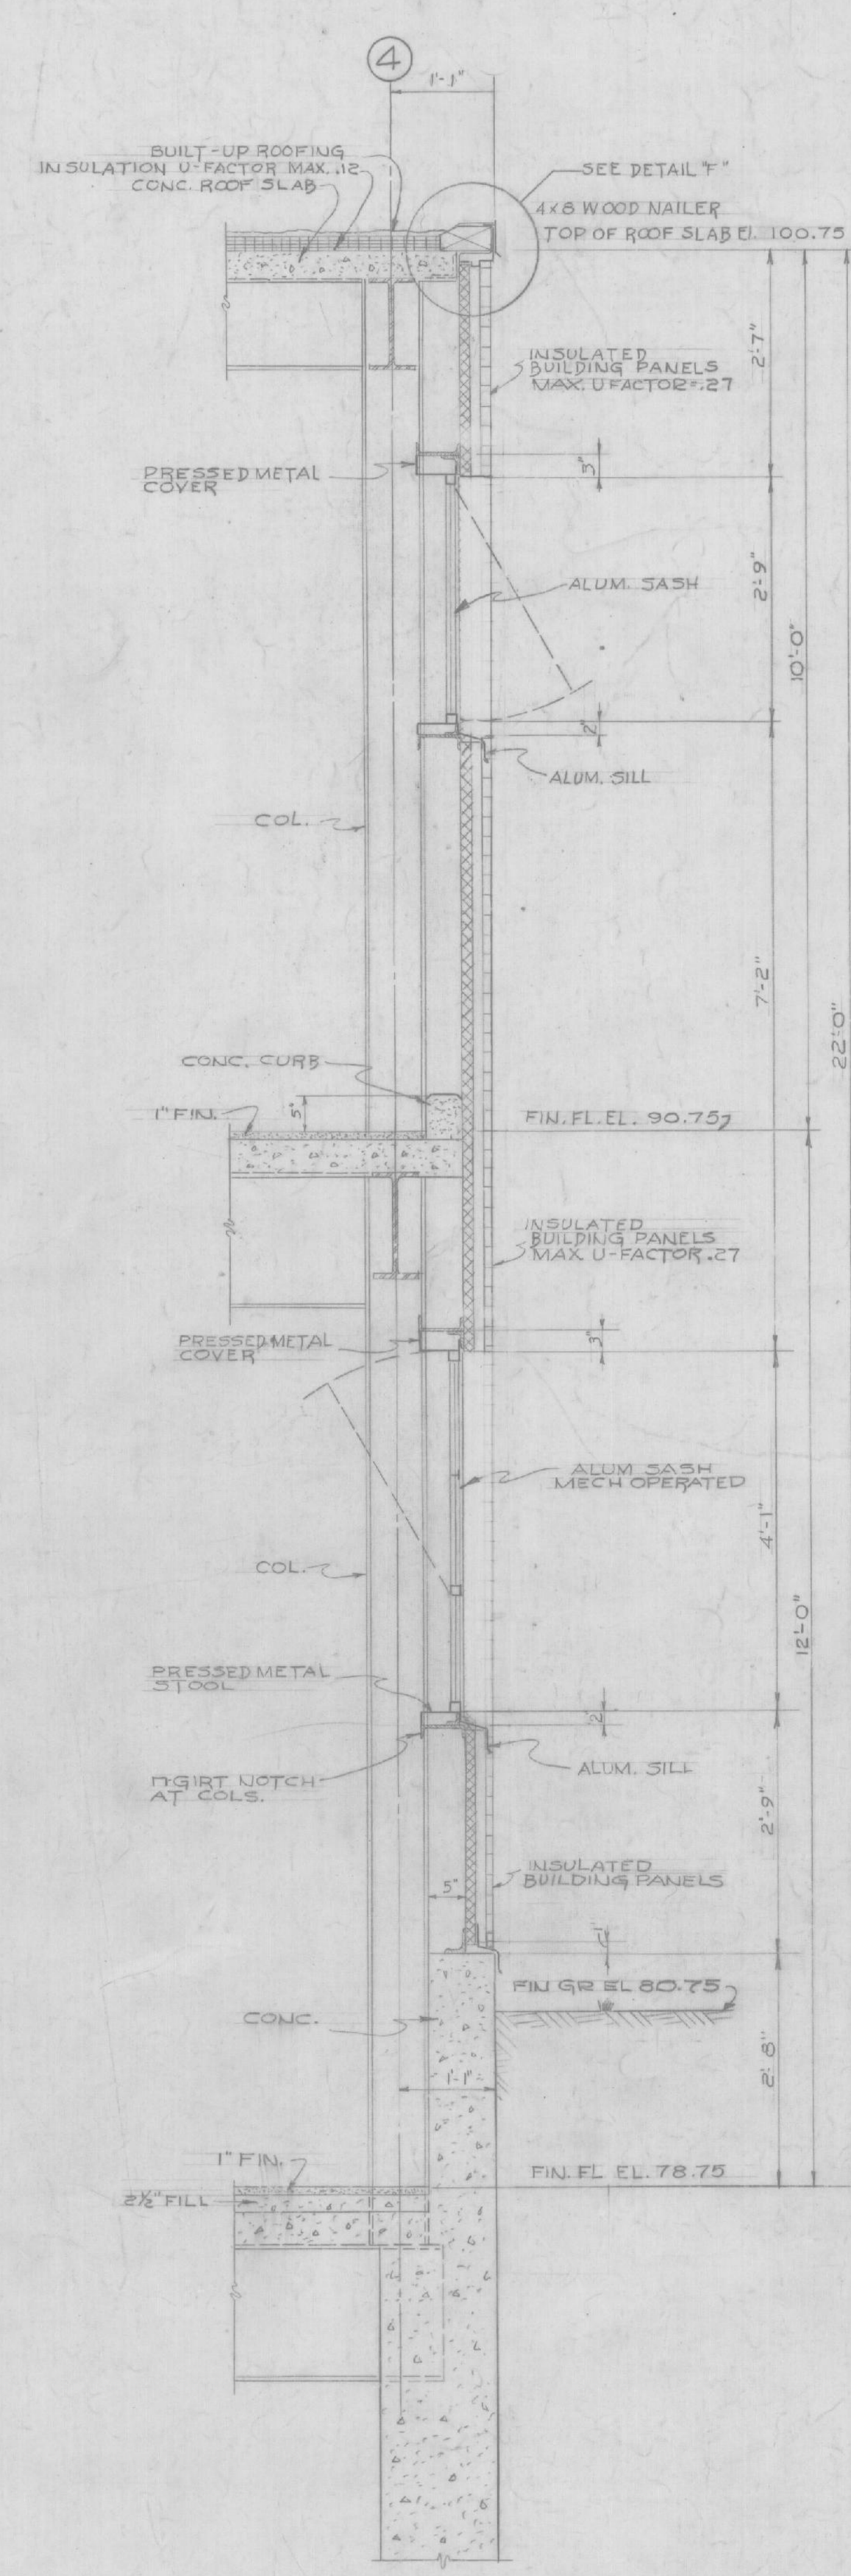 4
1'-1"
BUILT-UP ROOFING
INSULATION U-FACTOR MAX. .12
CONC. ROOF SLAB
SEE DETAIL "F"
4x8 WOOD NAILER
TOP OF ROOF SLAB El. 100.75
INSULATED
BUILDING PANELS
MAX. U FACTOR=.27
2'-7"
3"
PRESSED METAL
COVER
ALUM. SASH
2'-9"
10'-0"
2"
ALUM. SILL
COL.
7'-2"
22'-0"
CONC. CURB
5"
1" FIN.
FIN. FL. EL. 90.75
INSULATED
BUILDING PANELS
MAX. U-FACTOR .27
PRESSED METAL
COVER
3"
ALUM SASH
MECH OPERATED
4'-1"
COL.
12'-0"
PRESSED METAL
STOOL
2"
GIRT NOTCH
AT COLS.
ALUM. SILL
2'-9"
INSULATED
BUILDING PANELS
5"
1"
FIN GR EL 80.75
CONC.
2'-8"
1'-1"
1" FIN.
FIN. FL EL. 78.75
2½" FILL